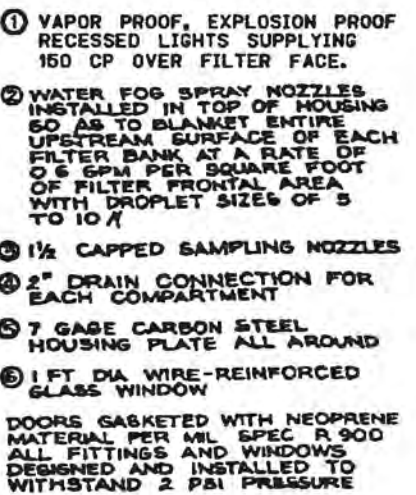 ① VAPOR PROOF, EXPLOSION PROOF
RECESSED LIGHTS SUPPLYING
150 CP OVER FILTER FACE.
② WATER FOG SPRAY NOZZLES
INSTALLED IN TOP OF HOUSING
SO AS TO BLANKET ENTIRE
UPSTREAM SURFACE OF EACH
FILTER BANK AT A RATE OF
0 6 GPM PER SQUARE FOOT
OF FILTER FRONTAL AREA
WITH DROPLET SIZES OF 5
TO 10
③ 1½ CAPPED SAMPLING NOZZLES
④ 2" DRAIN CONNECTION FOR
EACH COMPARTMENT
⑤ 7 GAGE CARBON STEEL
HOUSING PLATE ALL AROUND
⑥ 1 FT DIA WIRE-REINFORCED
GLASS WINDOW
DOORS GASKETED WITH NEOPRENE
MATERIAL PER MIL SPEC R 900
ALL FITTINGS AND WINDOWS
DESIGNED AND INSTALLED TO
WITHSTAND 2 PSI PRESSURE